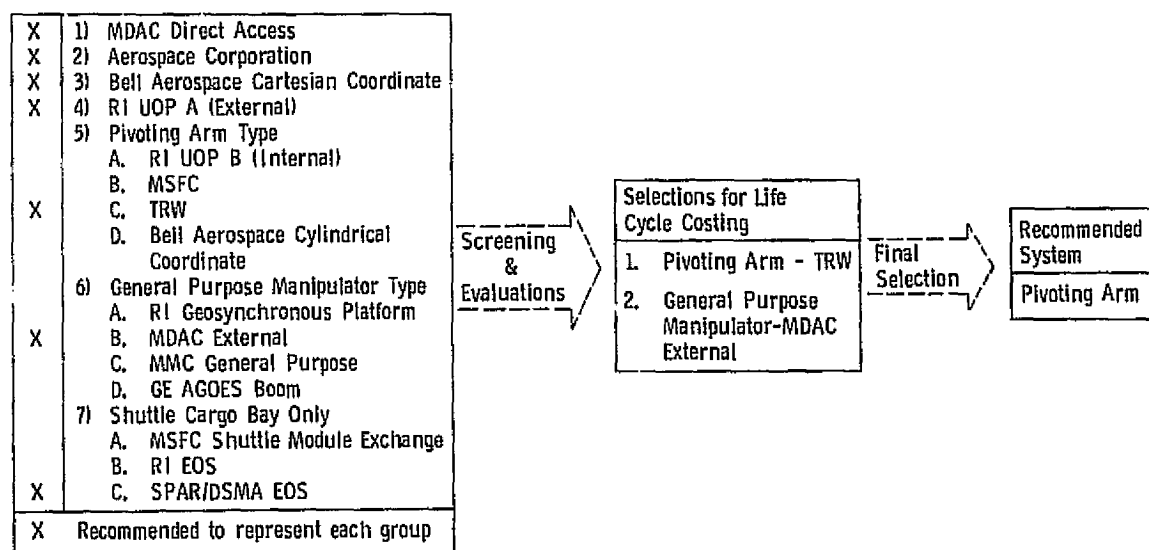 X 1) MDAC Direct Access
X 2) Aerospace Corporation
X 3) Bell Aerospace Cartesian Coordinate
X 4) RI UOP A (External)
5) Pivoting Arm Type
A. RI UOP B (Internal)
B. MSFC
X C. TRW
D. Bell Aerospace Cylindrical
Coordinate
6) General Purpose Manipulator Type
A. RI Geosynchronous Platform
X B. MDAC External
C. MMC General Purpose
D. GE AGOES Boom
7) Shuttle Cargo Bay Only
A. MSFC Shuttle Module Exchange
B. RI EOS
X C. SPAR/DSMA EOS
X Recommended to represent each group
Screening
&
Evaluations
Selections for Life
Cycle Costing
1. Pivoting Arm - TRW
2. General Purpose
Manipulator-MDAC
External
Final
Selection
Recommended
System
Pivoting Arm